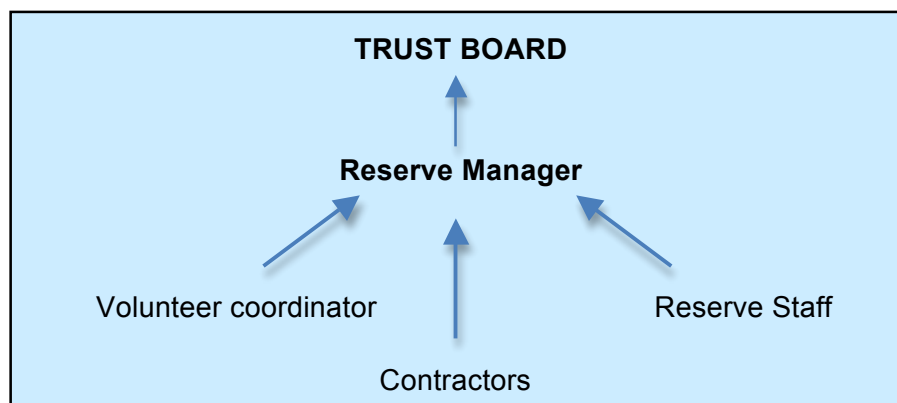 TRUST BOARD
Reserve Manager
Volunteer coordinator
Reserve Staff
Contractors